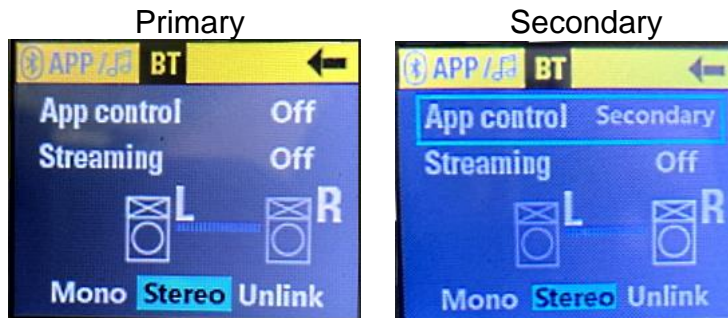 Primary
APP / BT
App control Off
Streaming Off
L R
Mono Stereo Unlink
Secondary
APP / BT
App control Secondary
Streaming Off
L R
Mono Stereo Unlink